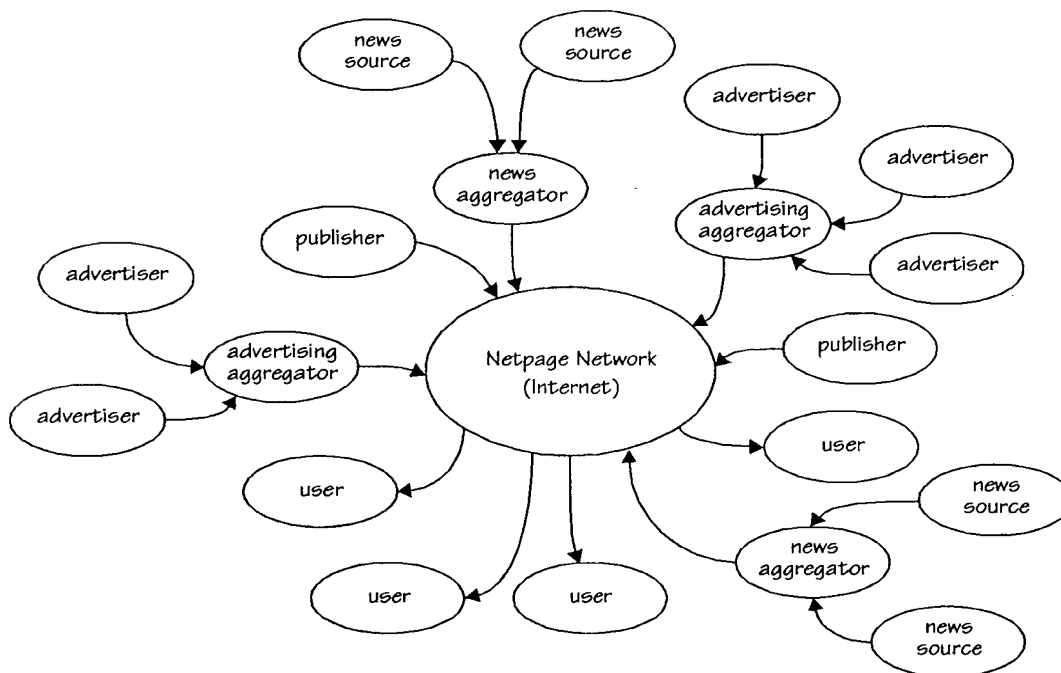 news
source
news
source
advertiser
advertiser
news
aggregator
advertising
aggregator
publisher
advertiser
advertiser
publisher
Netpage Network
(Internet)
advertising
aggregator
advertiser
user
user
news
source
news
aggregator
user
user
news
source